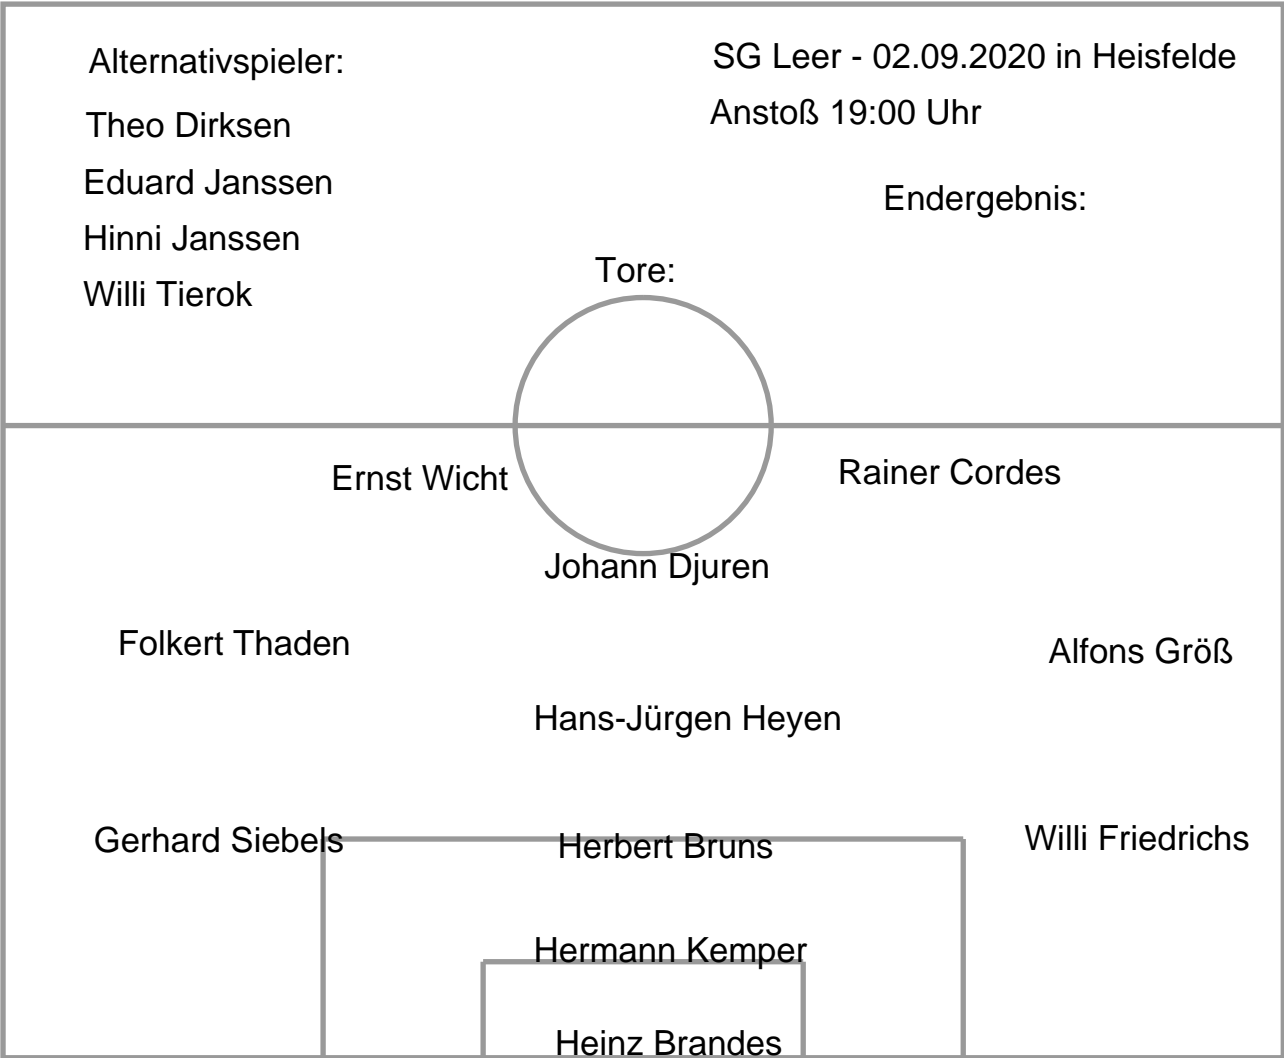 Alternativspieler:
Theo Dirksen
Eduard Janssen
Hinni Janssen
Willi Tierok
SG Leer - 02.09.2020 in Heisfelde
Anstoß 19:00 Uhr
Endergebnis:
Tore:
Ernst Wicht
Rainer Cordes
Johann Djuren
Folkert Thaden
Alfons Größ
Hans-Jürgen Heyen
Gerhard Siebels
Herbert Bruns
Willi Friedrichs
Hermann Kemper
Heinz Brandes